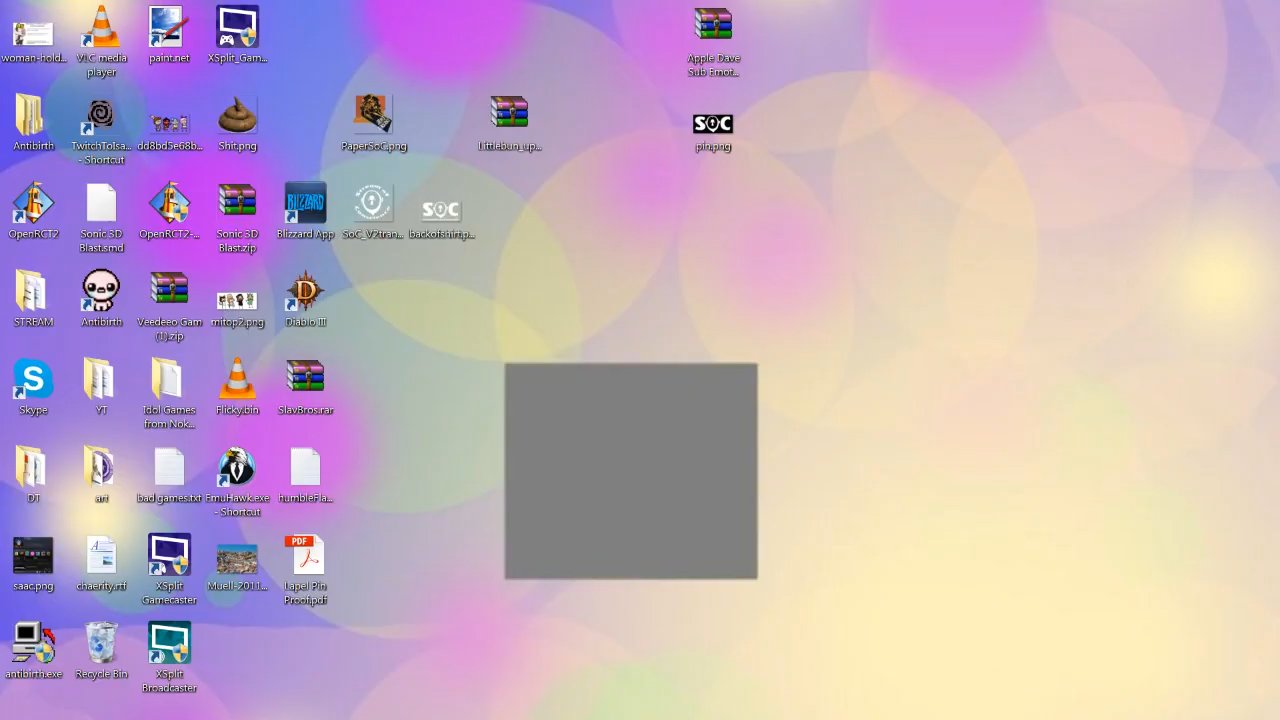 woman-hold...
VLC media
player
paint.net
XSplit_Gam...
Apple Dave
Sub Emot...
Antibirth
TwitchToIsa...
- Shortcut
dd8bd5e68b...
Shit.png
PaperSoC.png
Littlebun_up...
SOC
pin.png
OpenRCT2
Sonic 3D
Blast.smd
OpenRCT2-...
Sonic 3D
Blast.zip
BLIZZARD
Blizzard App
SoC_V2tran...
SOC
backofshirt.p...
STREAM
Antibirth
Veedeeo Gam
(1).zip
mitop2.png
Diablo III
Skype
YT
Idol Games
from Nok...
Flicky.bin
SlavBros.rar
DT
art
bad games.txt
EmuHawk.exe
- Shortcut
humbleFla...
saac.png
chaerity.rtf
XSplit
Gamecaster
Muell-2011...
PDF
Lapel Pin
Proof.pdf
antibirth.exe
Recycle Bin
XSplit
Broadcaster